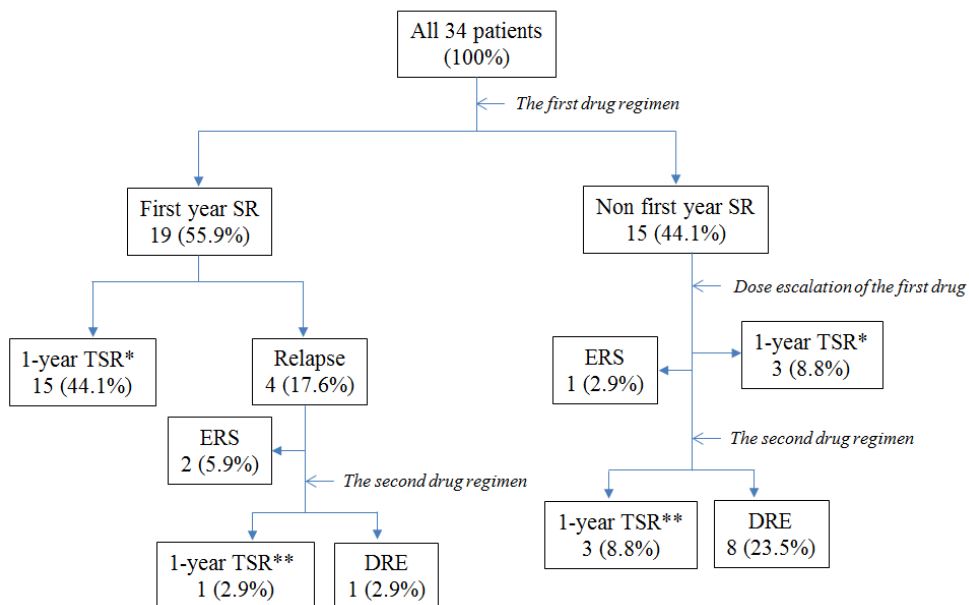 All 34 patients
(100%)
The first drug regimen
First year SR
19 (55.9%)
Non first year SR
15 (44.1%)
Dose escalation of the first drug
1-year TSR*
15 (44.1%)
Relapse
4 (17.6%)
ERS
1 (2.9%)
1-year TSR*
3 (8.8%)
ERS
2 (5.9%)
The second drug regimen
The second drug regimen
1-year TSR**
3 (8.8%)
DRE
8 (23.5%)
1-year TSR**
1 (2.9%)
DRE
1 (2.9%)